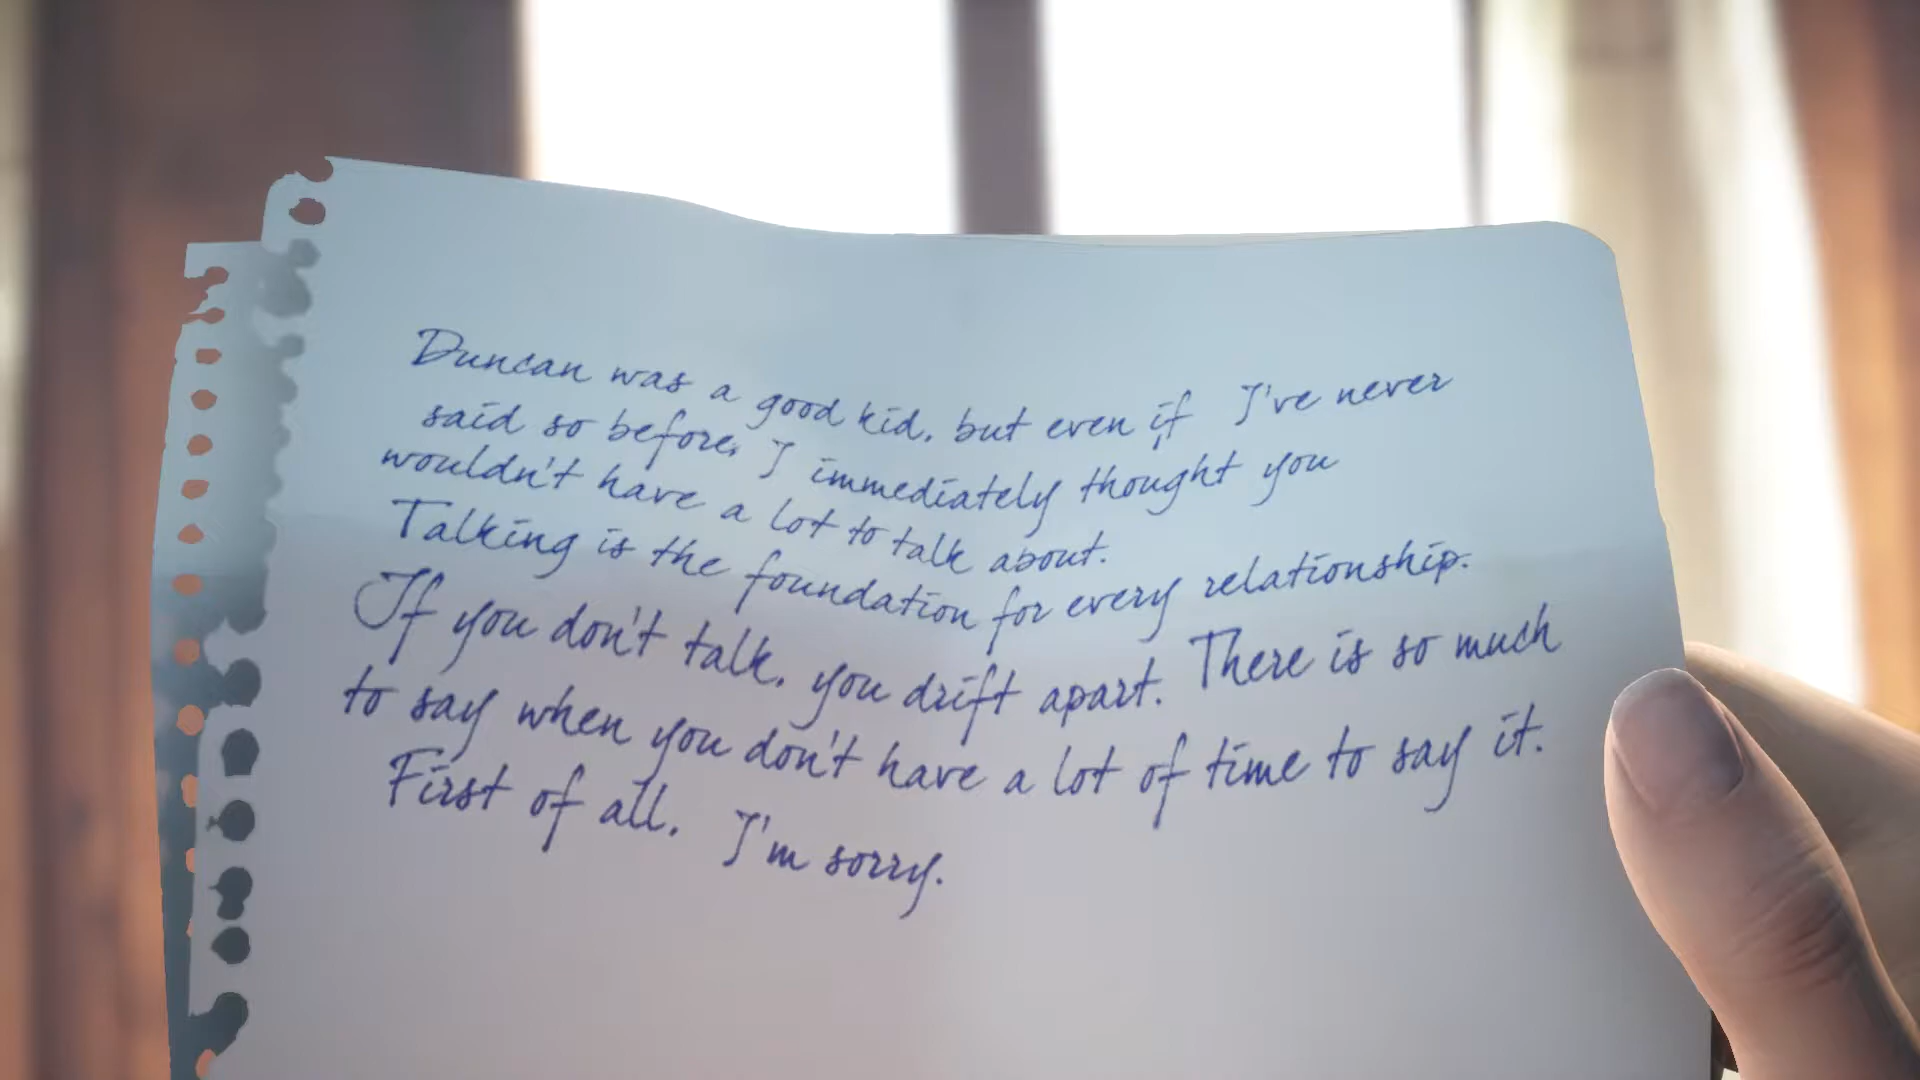 Duncan was a good kid, but even if I've never
said so before, I immediately thought you
wouldn't have a lot to talk about.
Talking is the foundation for every relationship.
If you don't talk, you drift apart. There is so much
to say when you don't have a lot of time to say it.
First of all, I'm sorry.